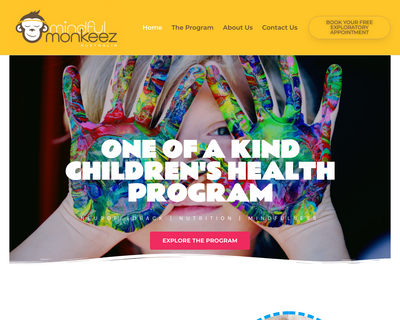 mindful
monkeez
AUSTRALIA
Home
The Program
About Us
Contact Us
BOOK YOUR FREE
EXPLORATORY
APPOINTMENT
ONE OF A KIND
CHILDREN'S HEALTH
PROGRAM
NEUROFEEDBACK | NUTRITION | MINDFULNESS
EXPLORE THE PROGRAM